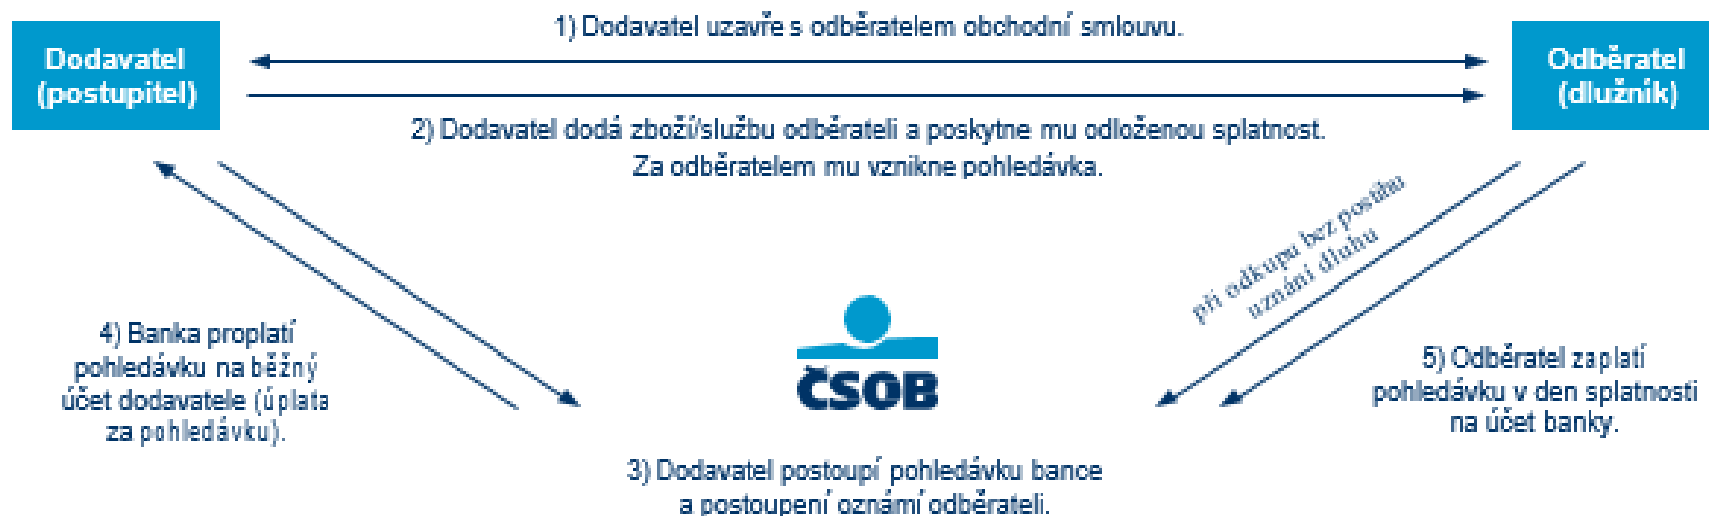 1) Dodavatel uzavře s odběratelem obchodní smlouvu.
Dodavatel
(postupitel)
Odběratel
(dlužník)
2) Dodavatel dodá zboží/službu odběrateli a poskytne mu odloženou splatnost.
Za odběratelem mu vznikne pohledávka.
při odkupu bez postihu
uznání dluhu
4) Banka proplatí
pohledávku na běžný
účet dodavatele (úplata
za pohledávku).
ČSOB
5) Odběratel zaplatí
pohledávku v den splatnosti
na účet banky.
3) Dodavatel postoupí pohledávku bance
a postoupení oznámí odběrateli.